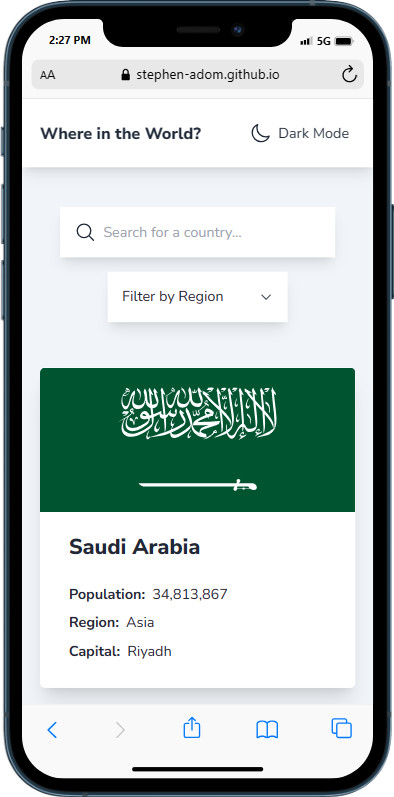 2:27 PM
5G
AA
stephen-adom.github.io
Where in the World?
Dark Mode
Search for a country...
Filter by Region
لا إله إلا الله محمد رسول الله
Saudi Arabia
Population: 34,813,867
Region: Asia
Capital: Riyadh